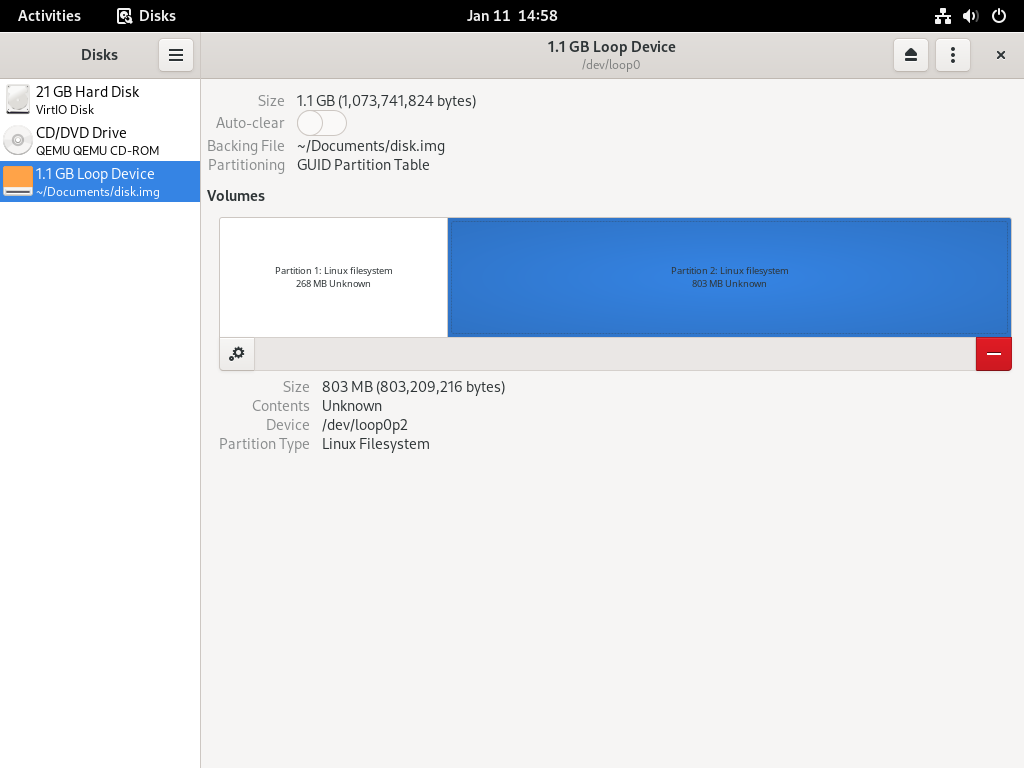 Activities
Disks
Jan 11 14:58
Disks
1.1 GB Loop Device
/dev/loop0
21 GB Hard Disk
VirtIO Disk
CD/DVD Drive
QEMU QEMU CD-ROM
1.1 GB Loop Device
~/Documents/disk.img
Size 1.1 GB (1,073,741,824 bytes)
Auto-clear
Backing File ~/Documents/disk.img
Partitioning GUID Partition Table
Volumes
Partition 1: Linux filesystem
268 MB Unknown
Partition 2: Linux filesystem
803 MB Unknown
Size 803 MB (803,209,216 bytes)
Contents Unknown
Device /dev/loop0p2
Partition Type Linux Filesystem